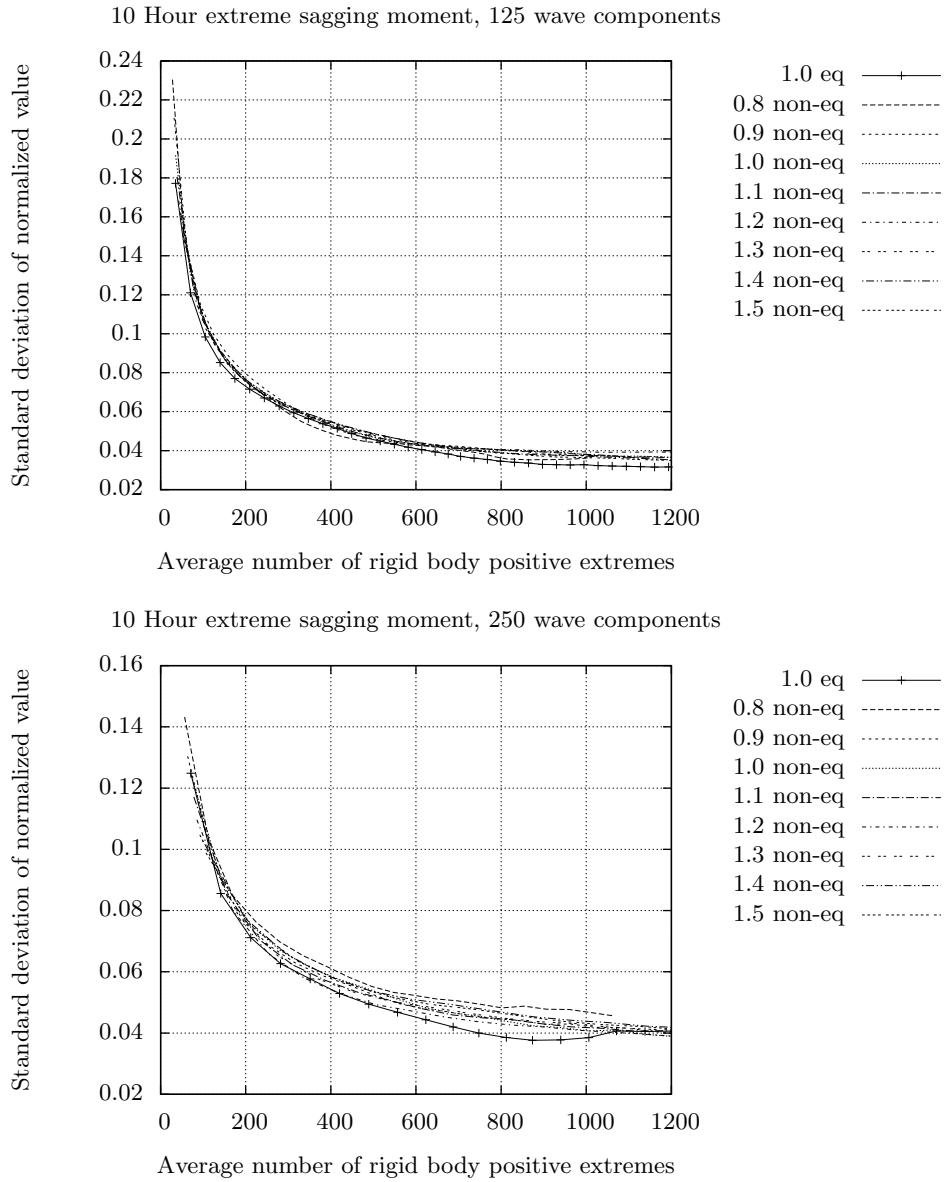 10 Hour extreme sagging moment, 125 wave components
Standard deviation of normalized value
0.24
0.22
0.2
0.18
0.16
0.14
0.12
0.1
0.08
0.06
0.04
0.02
0
200
400
600
800
1000
1200
Average number of rigid body positive extremes
1.0 eq
0.8 non-eq
0.9 non-eq
1.0 non-eq
1.1 non-eq
1.2 non-eq
1.3 non-eq
1.4 non-eq
1.5 non-eq
10 Hour extreme sagging moment, 250 wave components
Standard deviation of normalized value
0.16
0.14
0.12
0.1
0.08
0.06
0.04
0.02
0
200
400
600
800
1000
1200
Average number of rigid body positive extremes
1.0 eq
0.8 non-eq
0.9 non-eq
1.0 non-eq
1.1 non-eq
1.2 non-eq
1.3 non-eq
1.4 non-eq
1.5 non-eq